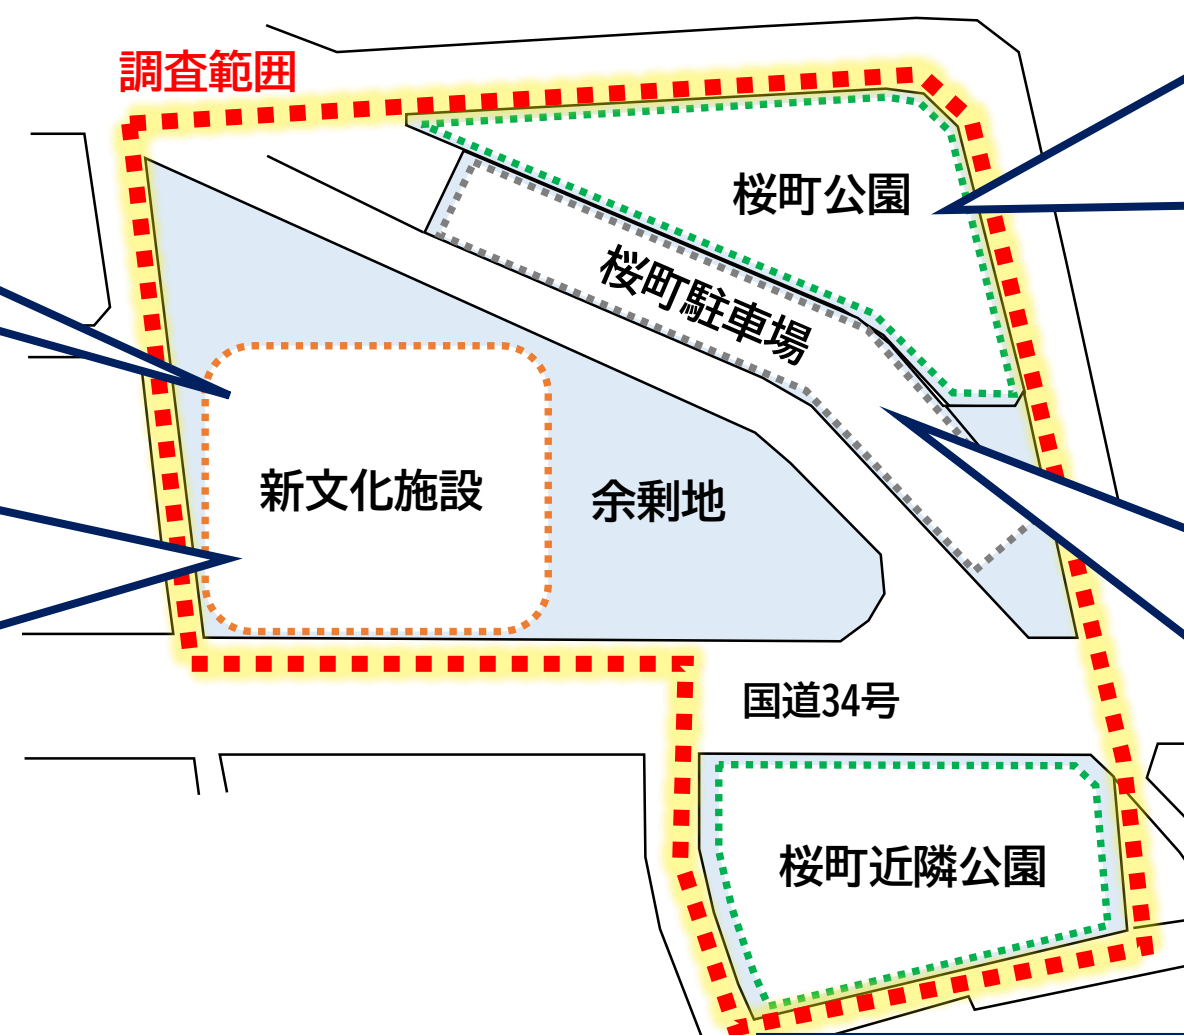 調査範囲
桜町公園
桜町駐車場
新文化施設
余剰地
国道34号
桜町近隣公園